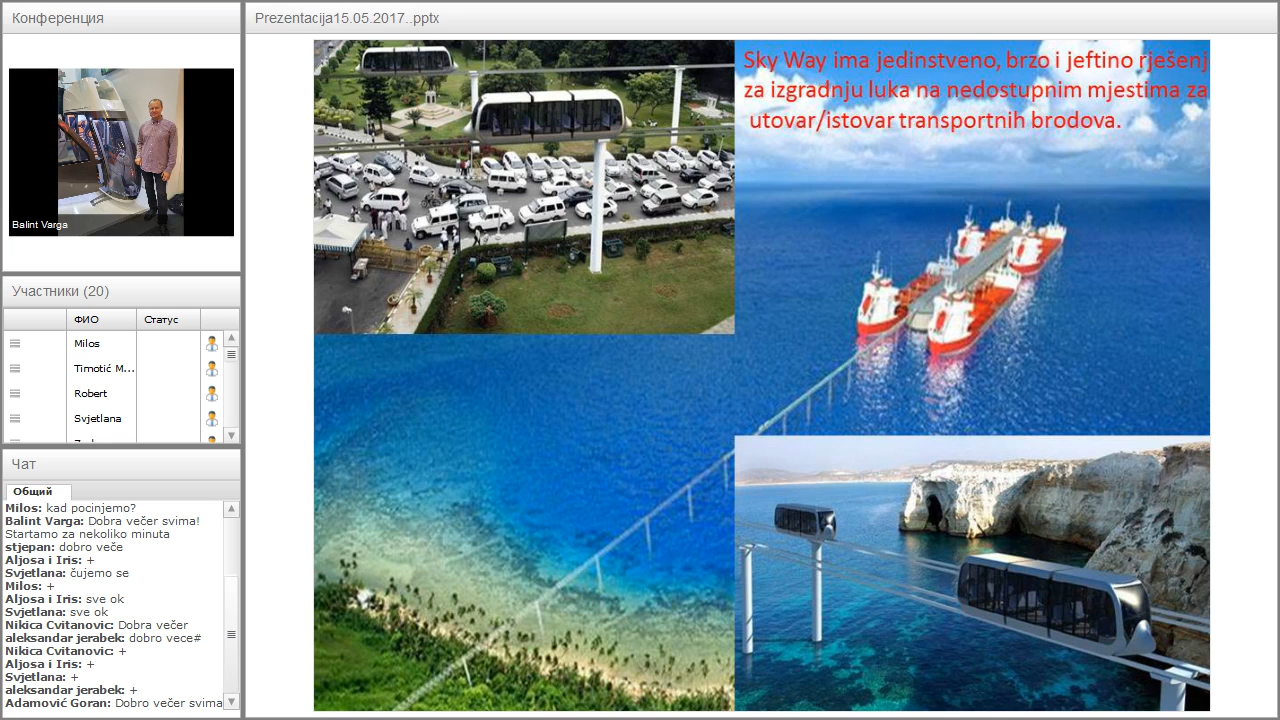 Конференция
Balint Varga
Участники (20)
ФИО
Статус
Milos
Timotić M...
Robert
Svjetlana
Чат
Общий
Milos: kad pocinjemo?
Balint Varga: Dobra večer svima!
Startamo za nekoliko minuta
stjepan: dobro veče
Aljosa i Iris: +
Svjetlana: čujemo se
Milos: +
Aljosa i Iris: sve ok
Svjetlana: sve ok
Nikica Cvitanovic: Dobra večer
aleksandar jerabek: dobro vece#
Nikica Cvitanovic: +
Aljosa i Iris: +
Svjetlana: +
aleksandar jerabek: +
Adamović Goran: Dobro veče svima
Prezentacija15.05.2017..pptx
Sky Way ima jedinstveno, brzo i jeftino rješenj
za izgradnju luka na nedostupnim mjestima za
utovar/istovar transportnih brodova.